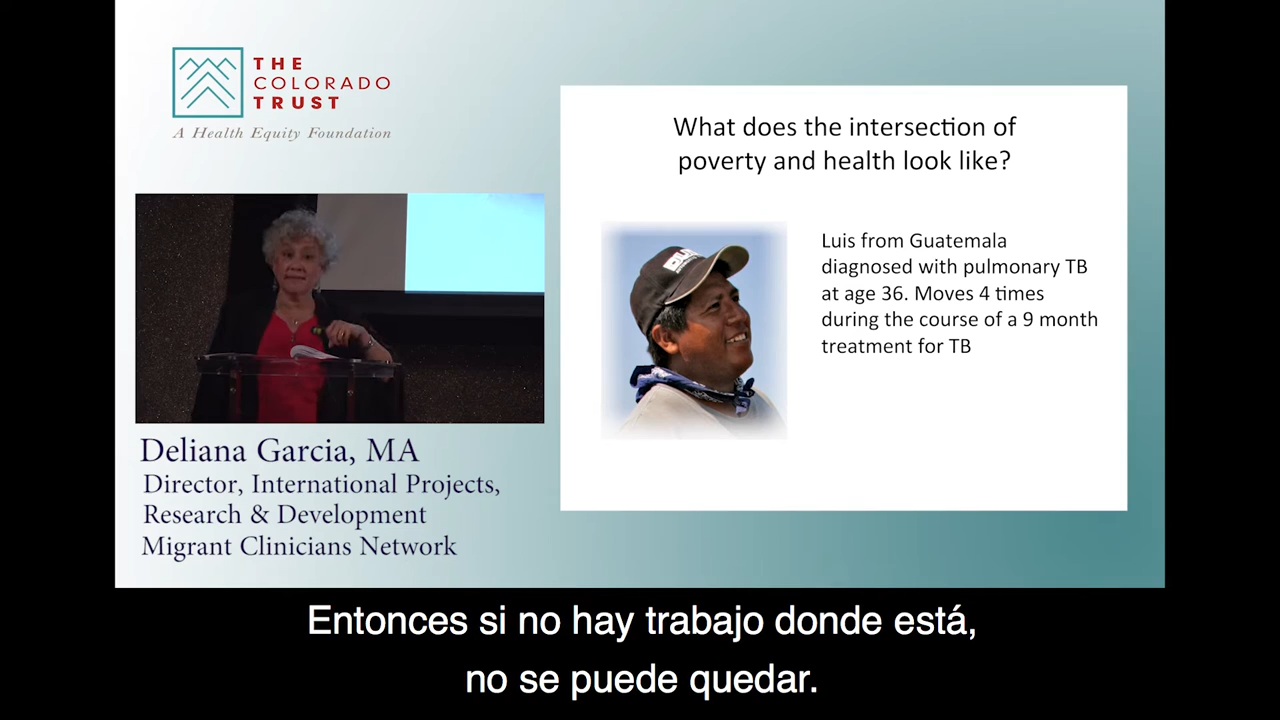 THE
COLORADO
TRUST
A Health Equity Foundation
What does the intersection of
poverty and health look like?
Luis from Guatemala
diagnosed with pulmonary TB
at age 36. Moves 4 times
during the course of a 9 month
treatment for TB
Deliana Garcia, MA
Director, International Projects,
Research & Development
Migrant Clinicians Network
Entonces si no hay trabajo donde está,
no se puede quedar.